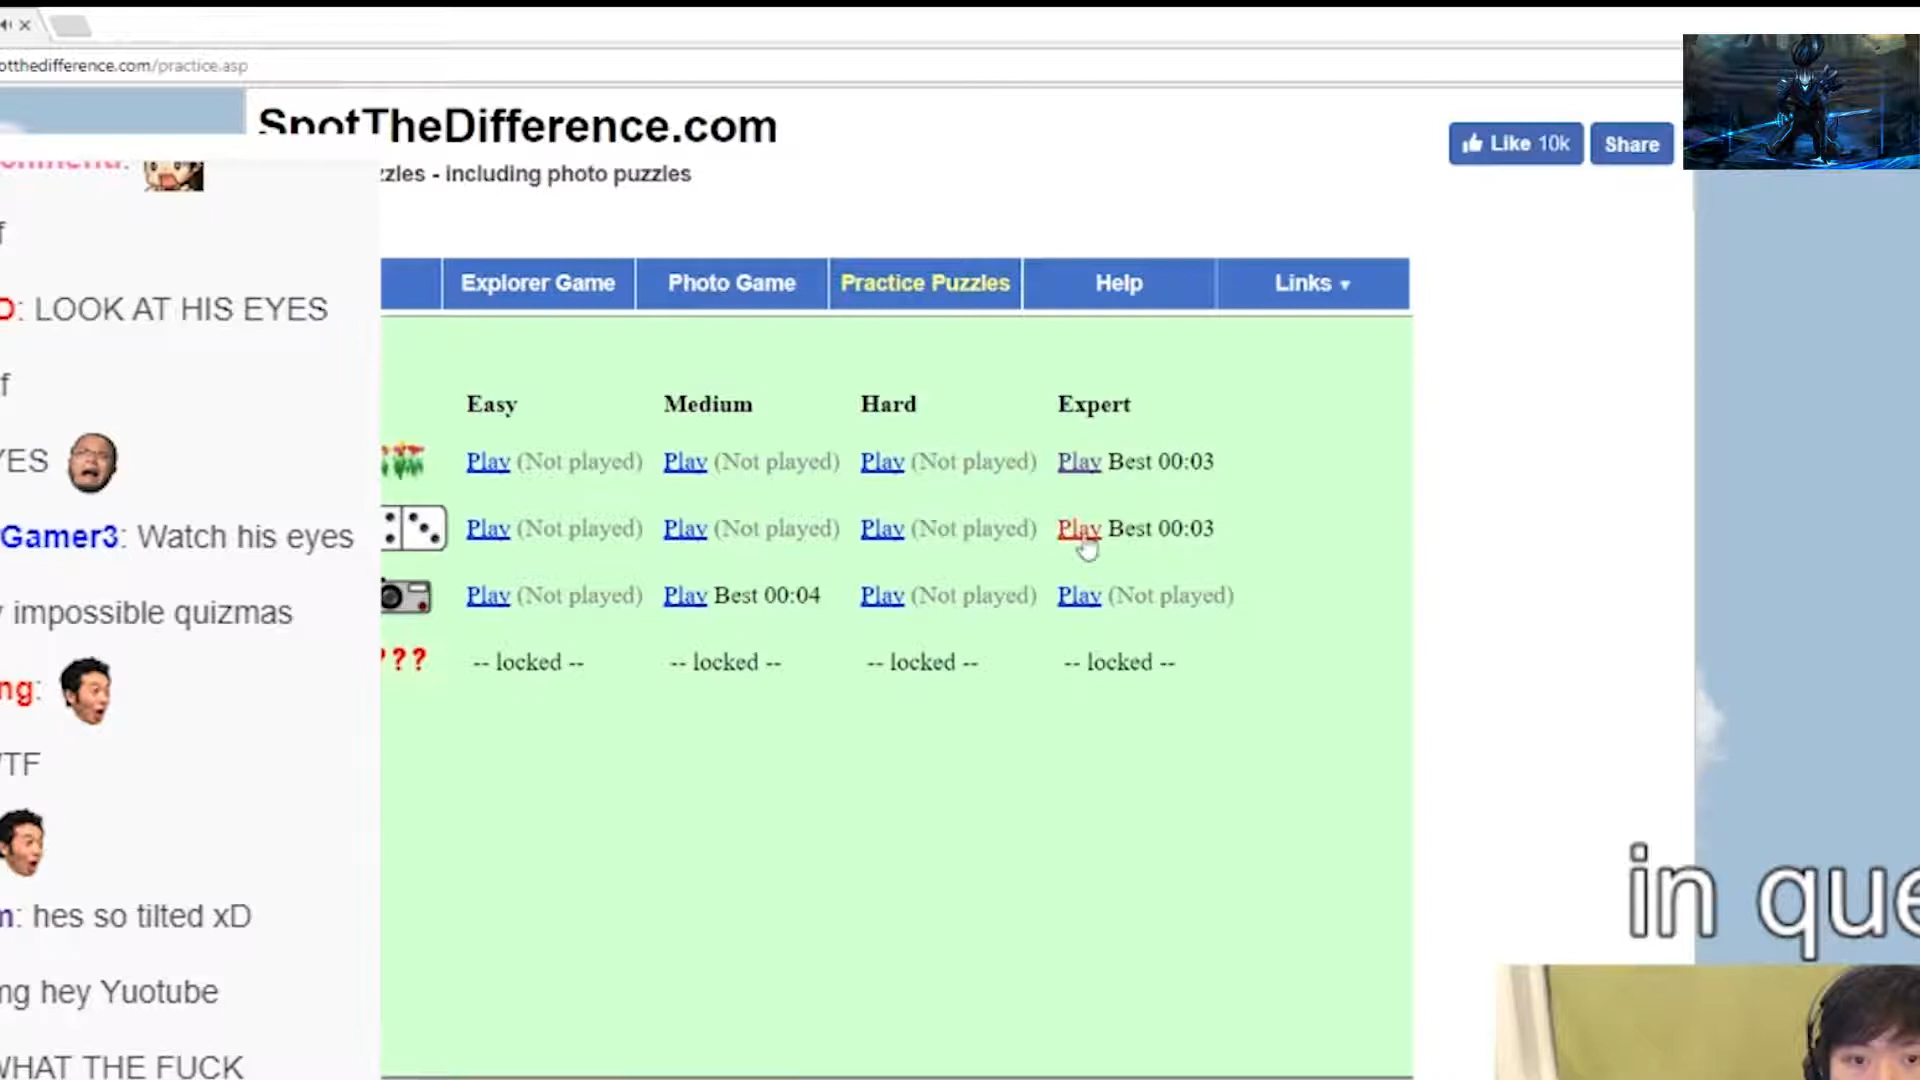 otthedifference.com/practice.asp
SpotTheDifference.com
zles - including photo puzzles
Like 10k Share
Explorer Game Photo Game Practice Puzzles Help Links
Easy Medium Hard Expert
Play (Not played) Play (Not played) Play (Not played) Play Best 00:03
Play (Not played) Play (Not played) Play (Not played) Play Best 00:03
Play (Not played) Play Best 00:04 Play (Not played) Play (Not played)
??? -- locked -- -- locked -- -- locked -- -- locked --
f
D: LOOK AT HIS EYES
f
YES
Gamer3: Watch his eyes
y impossible quizmas
ng:
TF
m: hes so tilted xD
mg hey Yuotube
WHAT THE FUCK
in que